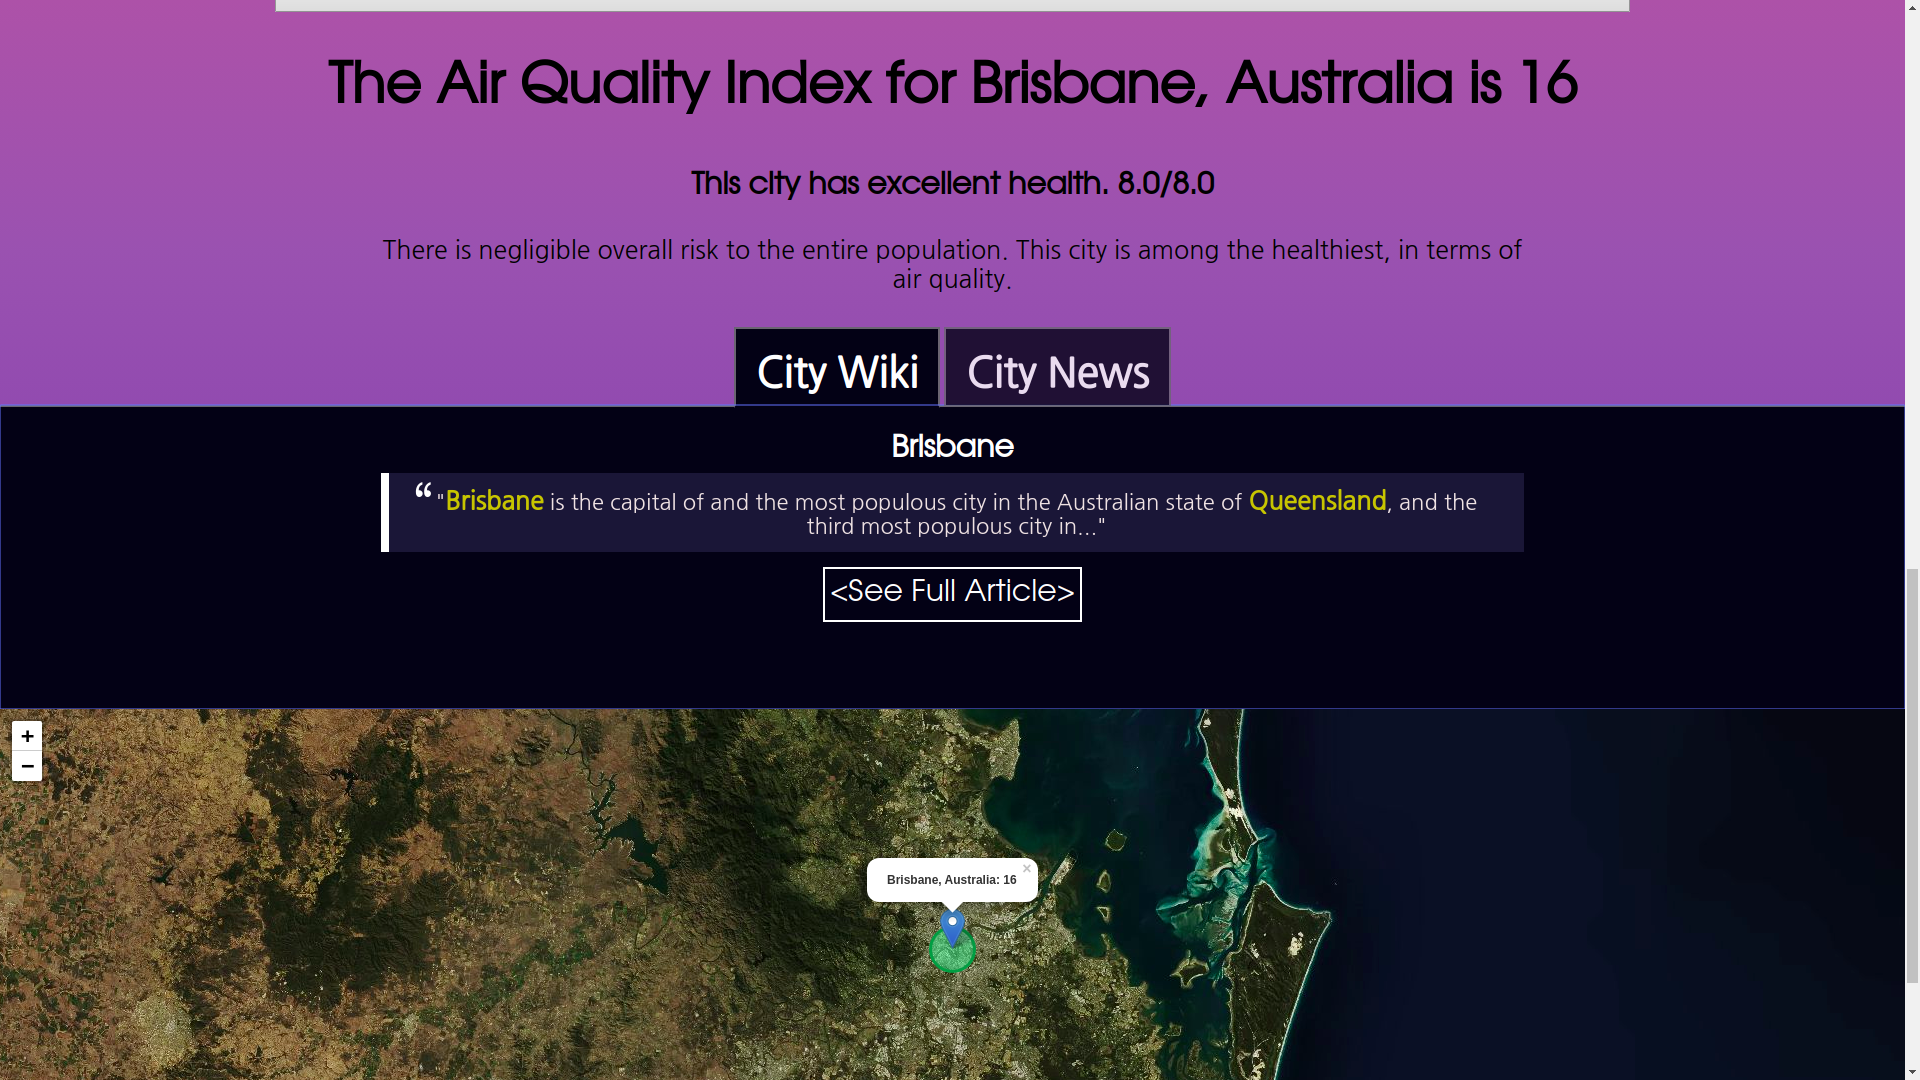 The Air Quality Index for Brisbane, Australia is 16
This city has excellent health. 8.0/8.0
There is negligible overall risk to the entire population. This city is among the healthiest, in terms of
air quality.
City Wiki City News
Brisbane
“ "Brisbane is the capital of and the most populous city in the Australian state of Queensland, and the
third most populous city in..."
<See Full Article>
+
−
×
Brisbane, Australia: 16